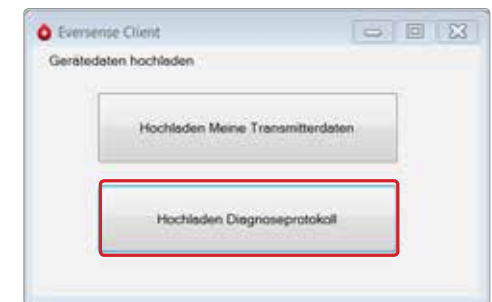 Eversense Client
Gerätedaten hochladen
Hochladen Meine Transmitterdaten
Hochladen Diagnoseprotokoll